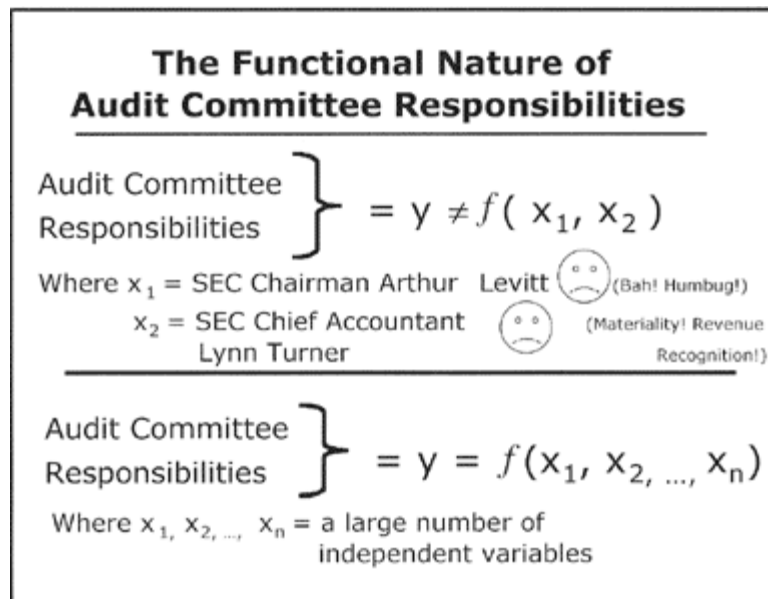 The Functional Nature of
Audit Committee Responsibilities
Audit Committee
Responsibilities
} = y ≠ f( x₁, x₂ )
Where x₁ = SEC Chairman Arthur Levitt (Bah! Humbug!)
x₂ = SEC Chief Accountant (Materiality! Revenue
Lynn Turner Recognition!}
Audit Committee
Responsibilities
} = y = f(x₁, x₂, ..., xₙ)
Where x₁, x₂, ..., xₙ = a large number of
independent variables